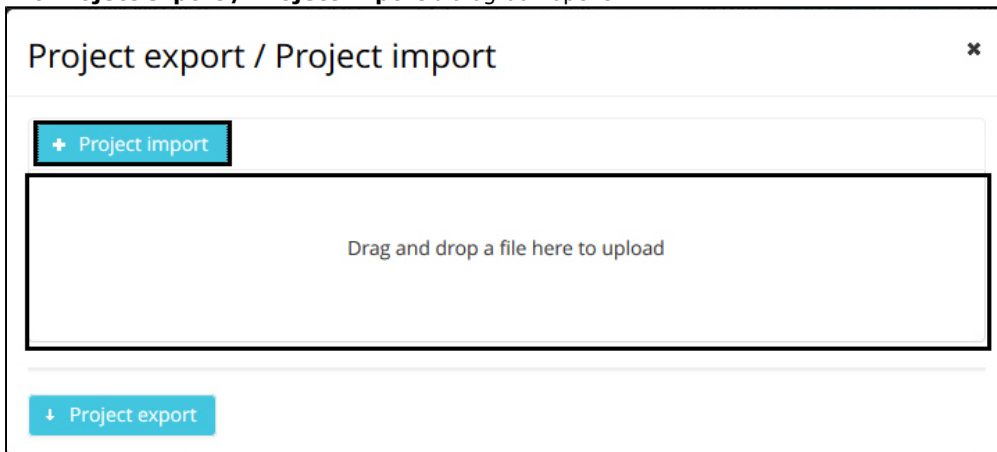 Project export / Project import
Project import
Drag and drop a file here to upload
Project export